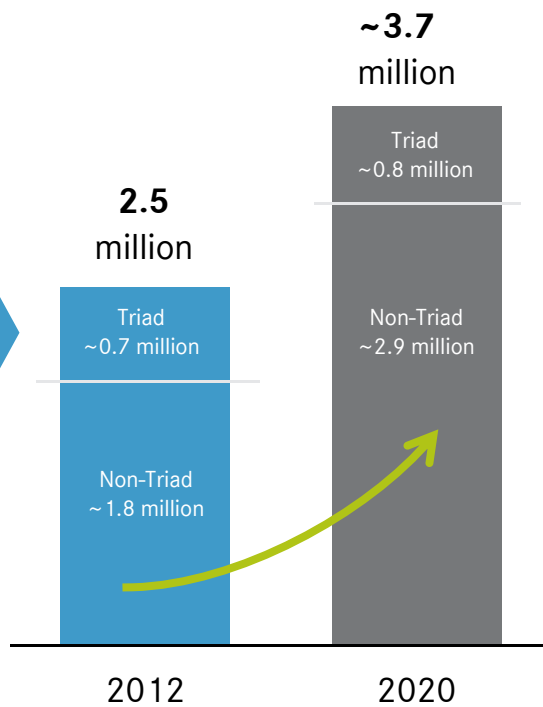 ~3.7
million
Triad
~0.8 million
2.5
million
Triad
~0.7 million
Non-Triad
~2.9 million
Non-Triad
~1.8 million
2012
2020